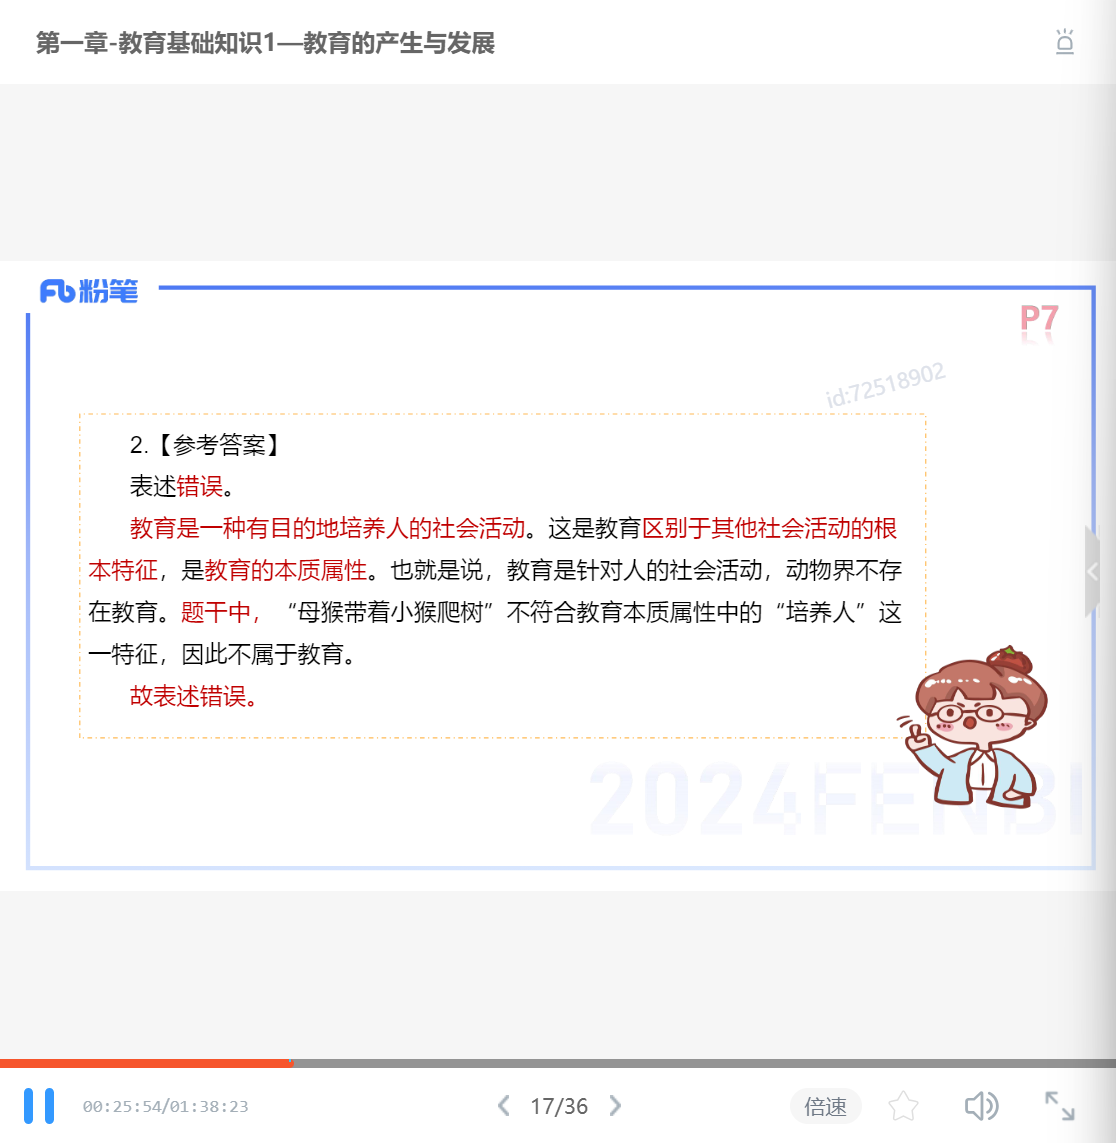 第一章-教育基础知识1—教育的产生与发展
Fb粉笔
P7
id:72518902
2.【参考答案】
表述错误。
教育是一种有目的地培养人的社会活动。这是教育区别于其他社会活动的根
本特征，是教育的本质属性。也就是说，教育是针对人的社会活动，动物界不存
在教育。题干中，“母猴带着小猴爬树”不符合教育本质属性中的“培养人”这
一特征，因此不属于教育。
故表述错误。
2024FENBI
00:25:54/01:38:23
17/36
倍速